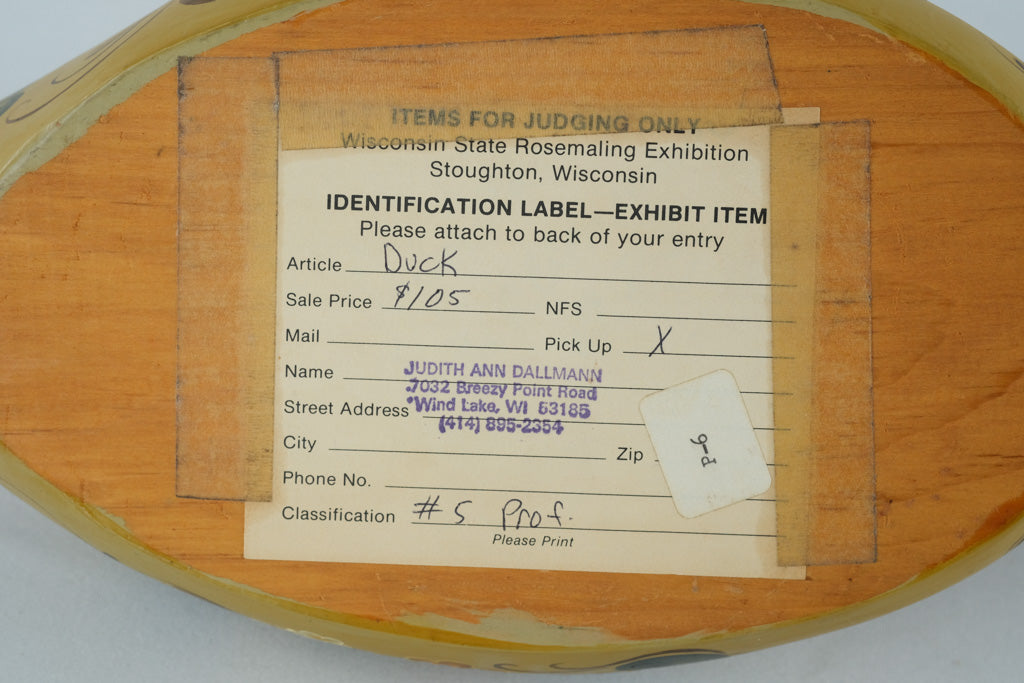 ITEMS FOR JUDGING ONLY
Wisconsin State Rosemaling Exhibition
Stoughton, Wisconsin
IDENTIFICATION LABEL—EXHIBIT ITEM
Please attach to back of your entry
Article Duck
Sale Price $105 NFS
Mail Pick Up X
Name JUDITH ANN DALLMANN
7032 Breezy Point Road
Street Address Wind Lake, WI 53185
(414) 895-2354
City Zip
Phone No.
Classification #5 Prof.
Please Print